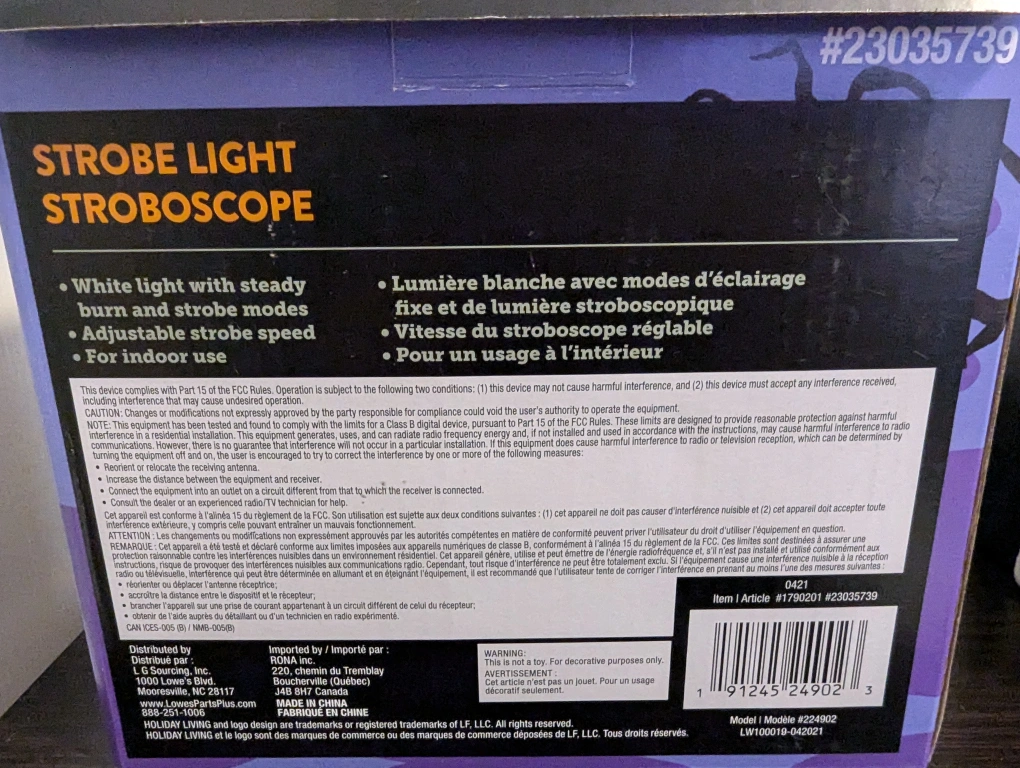 #23035739
STROBE LIGHT
STROBOSCOPE
• White light with steady
burn and strobe modes
• Adjustable strobe speed
• For indoor use
• Lumière blanche avec modes d'éclairage
fixe et de lumière stroboscopique
• Vitesse du stroboscope réglable
• Pour un usage à l'intérieur
This device complies with Part 15 of the FCC Rules. Operation is subject to the following two conditions: (1) this device may not cause harmful interference, and (2) this device must accept any interference received,
including interference that may cause undesired operation.
CAUTION: Changes or modifications not expressly approved by the party responsible for compliance could void the user's authority to operate the equipment.
NOTE: This equipment has been tested and found to comply with the limits for a Class B digital device, pursuant to Part 15 of the FCC Rules. These limits are designed to provide reasonable protection against harmful
interference in a residential installation. This equipment generates, uses, and can radiate radio frequency energy and, if not installed and used in accordance with the instructions, may cause harmful interference to radio
communications. However, there is no guarantee that interference will not occur in a particular installation. If this equipment does cause harmful interference to radio or television reception, which can be determined by
turning the equipment off and on, the user is encouraged to try to correct the interference by one or more of the following measures:
• Reorient or relocate the receiving antenna.
• Increase the distance between the equipment and receiver.
• Connect the equipment into an outlet on a circuit different from that to which the receiver is connected.
• Consult the dealer or an experienced radio/TV technician for help.
Cet appareil est conforme à l'alinéa 15 du règlement de la FCC. Son utilisation est sujette aux deux conditions suivantes : (1) cet appareil ne doit pas causer d'interférence nuisible et (2) cet appareil doit accepter toute
interférence extérieure, y compris celle pouvant entraîner un mauvais fonctionnement.
ATTENTION : Les changements ou modifications non expressément approuvés par les autorités compétentes en matière de conformité peuvent priver l'utilisateur du droit d'utiliser l'équipement en question.
REMARQUE : Cet appareil a été testé et déclaré conforme aux limites imposées aux appareils numériques de classe B, conformément à l'alinéa 15 du règlement de la FCC. Ces limites sont destinées à assurer une
protection raisonnable contre les interférences nuisibles dans un environnement résidentiel. Cet appareil génère, utilise et peut émettre de l'énergie radiofréquence et, s'il n'est pas installé et utilisé conformément aux
instructions, risque de provoquer des interférences nuisibles aux communications radio. Cependant, tout risque d'interférence ne peut être totalement exclu. Si l'équipement cause une interférence nuisible à la réception
radio ou télévisuelle, interférence qui peut être déterminée en allumant et en éteignant l'équipement, il est recommandé que l'utilisateur tente de corriger l'interférence en prenant au moins l'une des mesures suivantes :
• réorienter ou déplacer l'antenne réceptrice;
• accroître la distance entre le dispositif et le récepteur;
• brancher l'appareil sur une prise de courant appartenant à un circuit différent de celui du récepteur;
• obtenir de l'aide auprès du détaillant ou d'un technicien en radio expérimenté.
CAN ICES-005 (B) / NMB-005(B)
0421
Item | Article #1790201 #23035739
1 91245 24902 3
Model | Modèle #224902
LW100019-042021
Distributed by
Distribué par :
L G Sourcing, Inc.
1000 Lowe's Blvd.
Mooresville, NC 28117
www.LowesPartsPlus.com
888-251-1006
Imported by / Importé par :
RONA inc.
220, chemin du Tremblay
Boucherville (Québec)
J4B 8H7 Canada
MADE IN CHINA
FABRIQUÉ EN CHINE
WARNING:
This is not a toy. For decorative purposes only.
AVERTISSEMENT :
Cet article n'est pas un jouet. Pour un usage
décoratif seulement.
HOLIDAY LIVING and logo design are trademarks or registered trademarks of LF, LLC. All rights reserved.
HOLIDAY LIVING et le logo sont des marques de commerce ou des marques de commerce déposées de LF, LLC. Tous droits réservés.